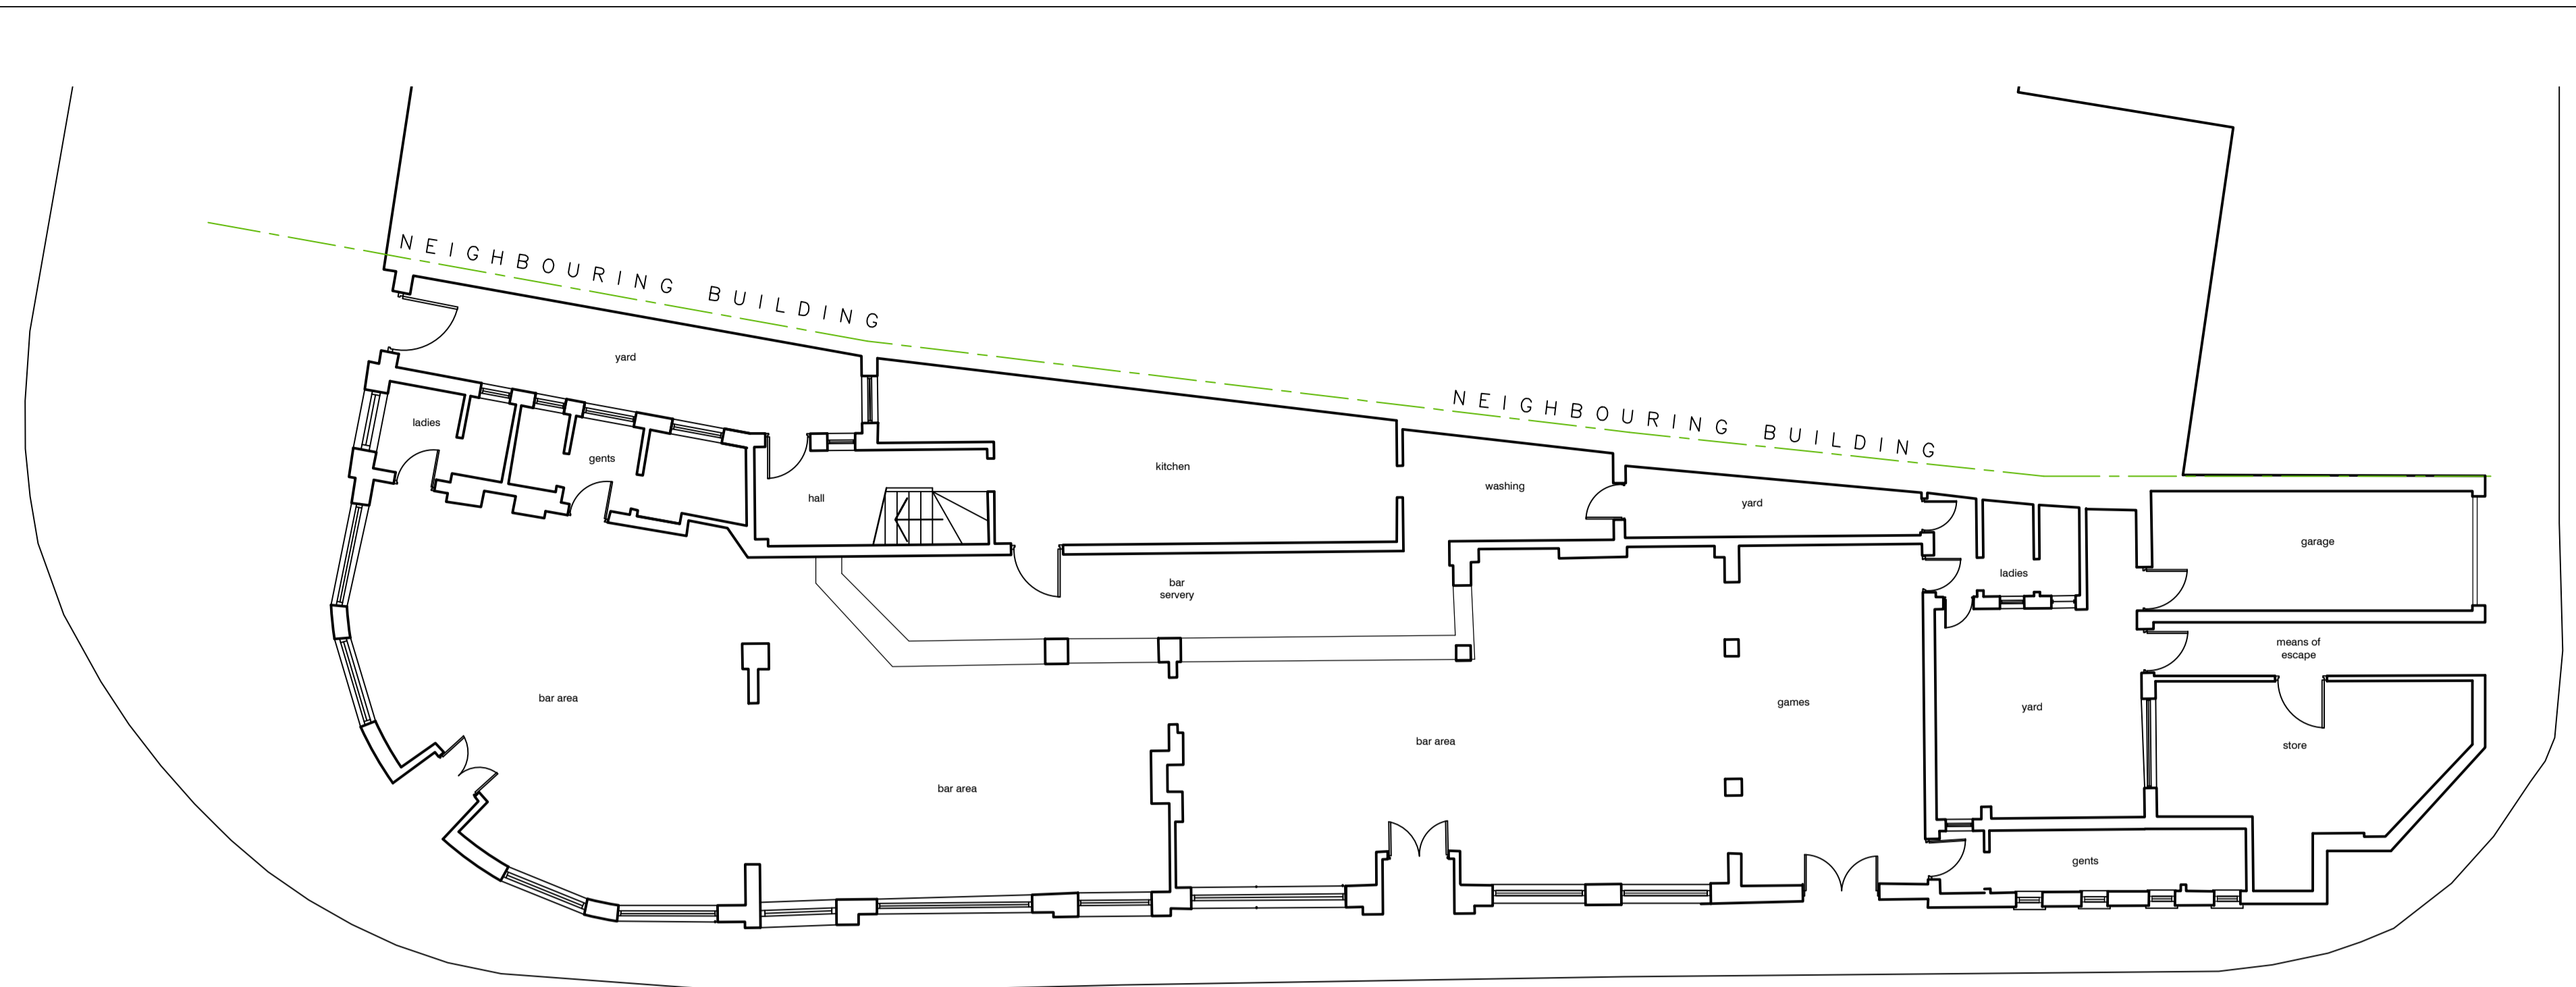 NEIGHBOURING BUILDING
yard
NEIGHBOURING BUILDING
ladies
gents
kitchen
washing
hall
yard
garage
ladies
bar
servery
means of
escape
bar area
games
yard
bar area
store
bar area
gents